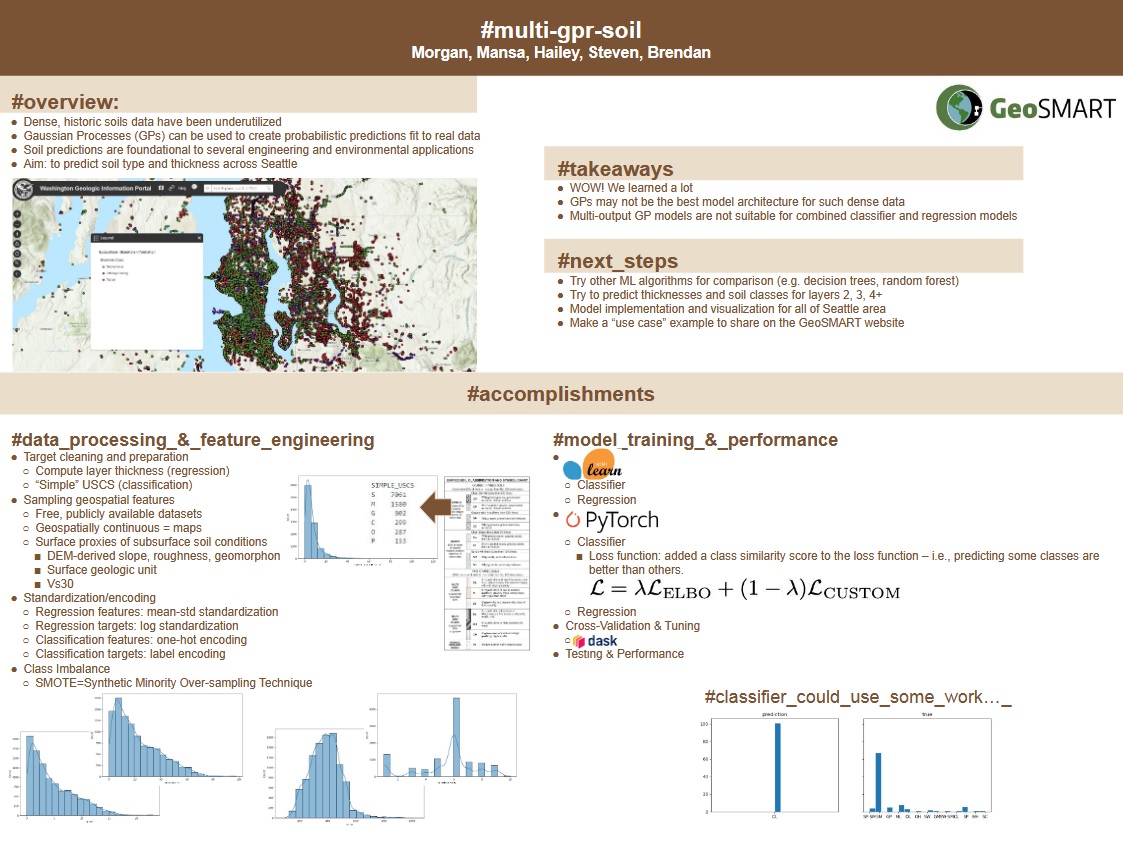 #multi-gpr-soil
Morgan, Mansa, Hailey, Steven, Brendan
#overview:
● Dense, historic soils data have been underutilized
● Gaussian Processes (GPs) can be used to create probabilistic predictions fit to real data
● Soil predictions are foundational to several engineering and environmental applications
● Aim: to predict soil type and thickness across Seattle
Washington Geologic Information Portal
GeoSMART
#takeaways
● WOW! We learned a lot
● GPs may not be the best model architecture for such dense data
● Multi-output GP models are not suitable for combined classifier and regression models
#next_steps
● Try other ML algorithms for comparison (e.g. decision trees, random forest)
● Try to predict thicknesses and soil classes for layers 2, 3, 4+
● Model implementation and visualization for all of Seattle area
● Make a “use case” example to share on the GeoSMART website
#accomplishments
#data_processing_&_feature_engineering
● Target cleaning and preparation
○ Compute layer thickness (regression)
○ “Simple” USCS (classification)
● Sampling geospatial features
○ Free, publicly available datasets
○ Geospatially continuous = maps
○ Surface proxies of subsurface soil conditions
■ DEM-derived slope, roughness, geomorphon
■ Surface geologic unit
■ Vs30
● Standardization/encoding
○ Regression features: mean-std standardization
○ Regression targets: log standardization
○ Classification features: one-hot encoding
○ Classification targets: label encoding
● Class Imbalance
○ SMOTE=Synthetic Minority Over-sampling Technique
SIMPLE_USCS
S 7061
M 1580
G 902
C 299
O 287
P 153
#model_training_&_performance
● learn
○ Classifier
○ Regression
● PyTorch
○ Classifier
■ Loss function: added a class similarity score to the loss function – i.e., predicting some classes are
better than others.
ℒ = λℒELBO + (1 − λ)ℒCUSTOM
○ Regression
● Cross-Validation & Tuning
○ dask
● Testing & Performance
#classifier_could_use_some_work…_
prediction
100
80
60
40
20
0
true